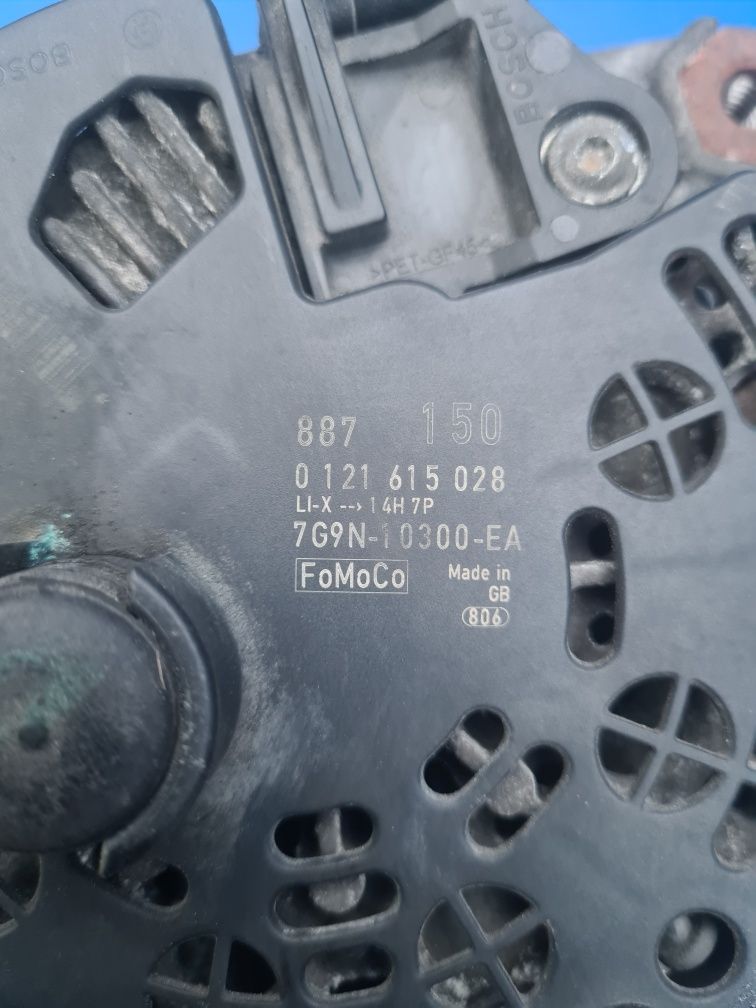 BOSCH
BOSCH
>PET-GF45<
887 150
0 121 615 028
LI-X --> 14H 7P
7G9N-10300-EA
FoMoCo
Made in
GB
806